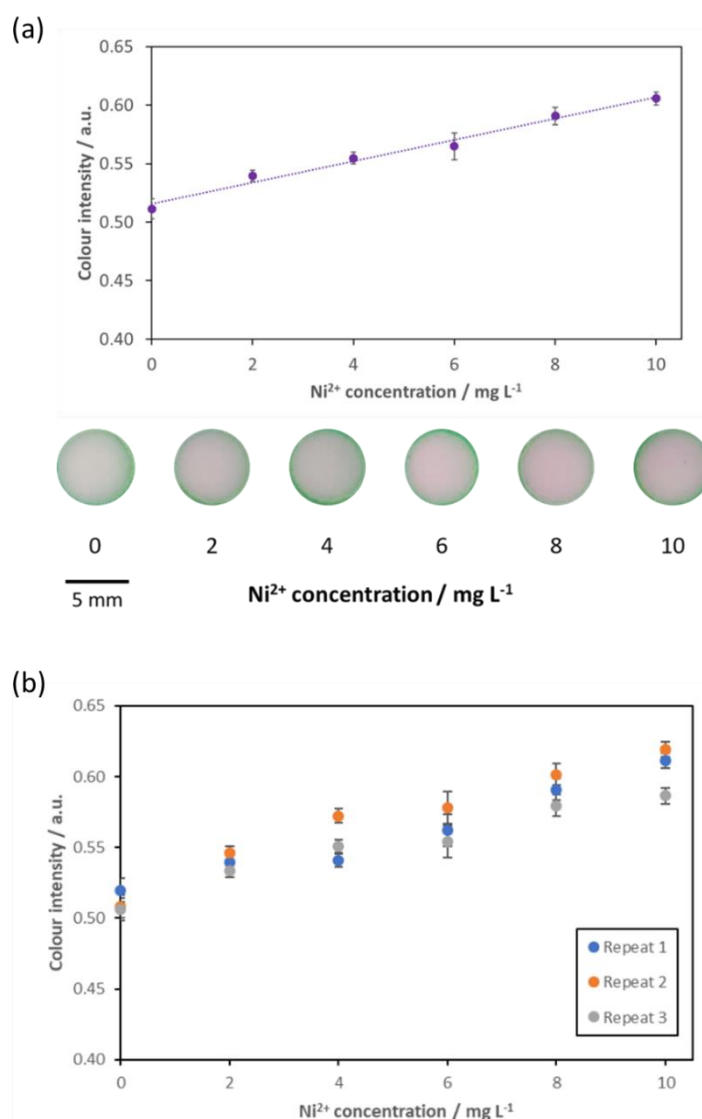 (a)
0.65
0.60
0.55
0.50
0.45
0.40
Colour intensity / a.u.
0 2 4 6 8 10
Ni²⁺ concentration / mg L⁻¹
0 2 4 6 8 10
5 mm
Ni²⁺ concentration / mg L⁻¹
(b)
0.65
0.60
0.55
0.50
0.45
0.40
Colour intensity / a.u.
Repeat 1
Repeat 2
Repeat 3
0 2 4 6 8 10
Ni²⁺ concentration / mg L⁻¹